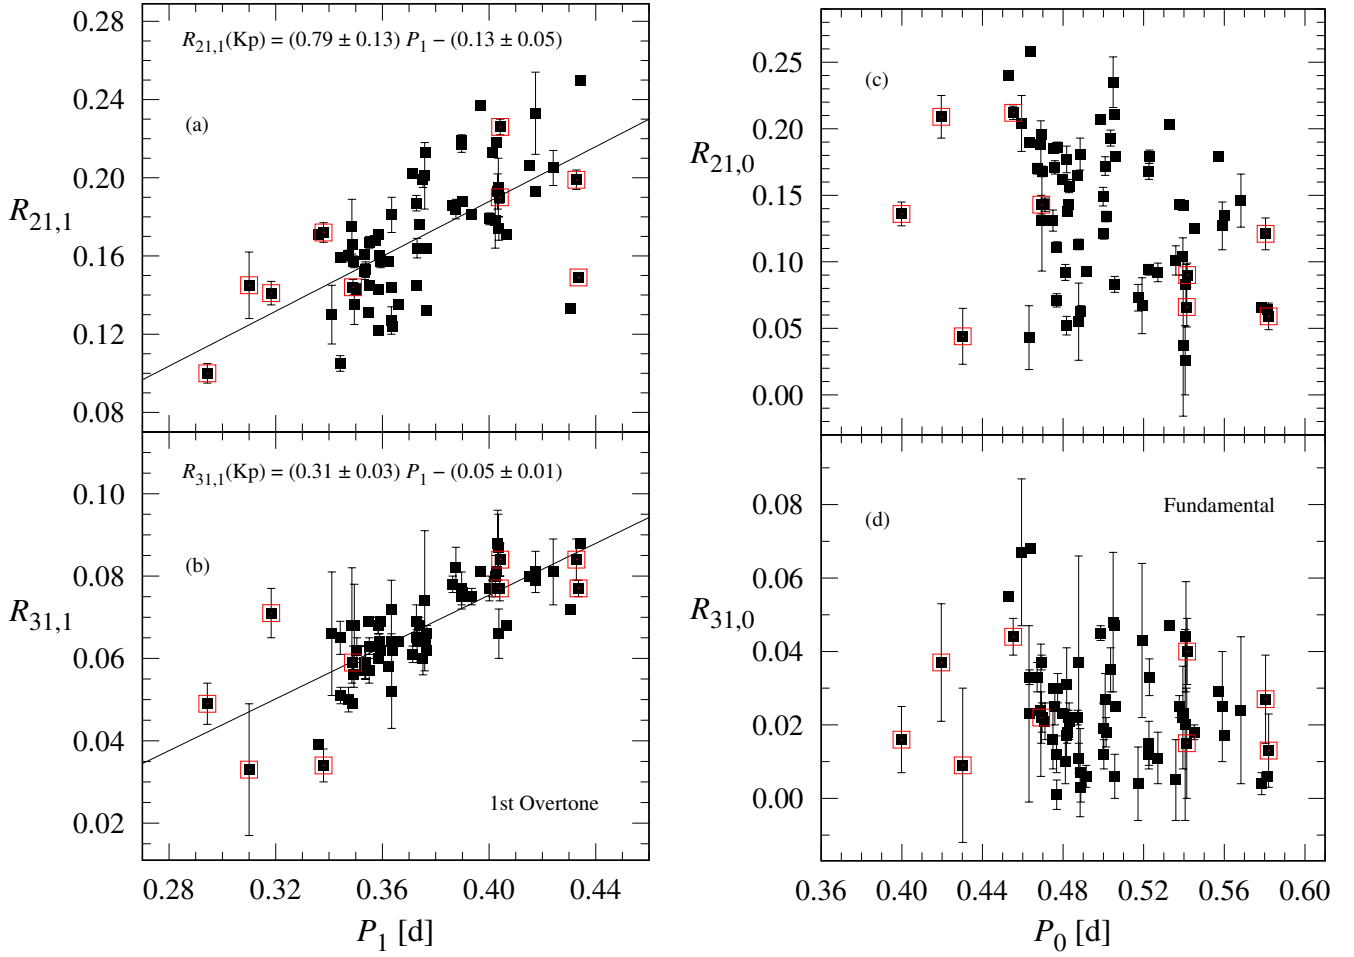 R21,1(Kp) = (0.79 ± 0.13) P1 − (0.13 ± 0.05)
(a)
R21,1
0.28
0.24
0.20
0.16
0.12
0.08
R31,1(Kp) = (0.31 ± 0.03) P1 − (0.05 ± 0.01)
(b)
R31,1
0.10
0.08
0.06
0.04
0.02
1st Overtone
0.28 0.32 0.36 0.40 0.44
P1 [d]
(c)
R21,0
0.25
0.20
0.15
0.10
0.05
0.00
Fundamental
(d)
R31,0
0.08
0.06
0.04
0.02
0.00
0.36 0.40 0.44 0.48 0.52 0.56 0.60
P0 [d]